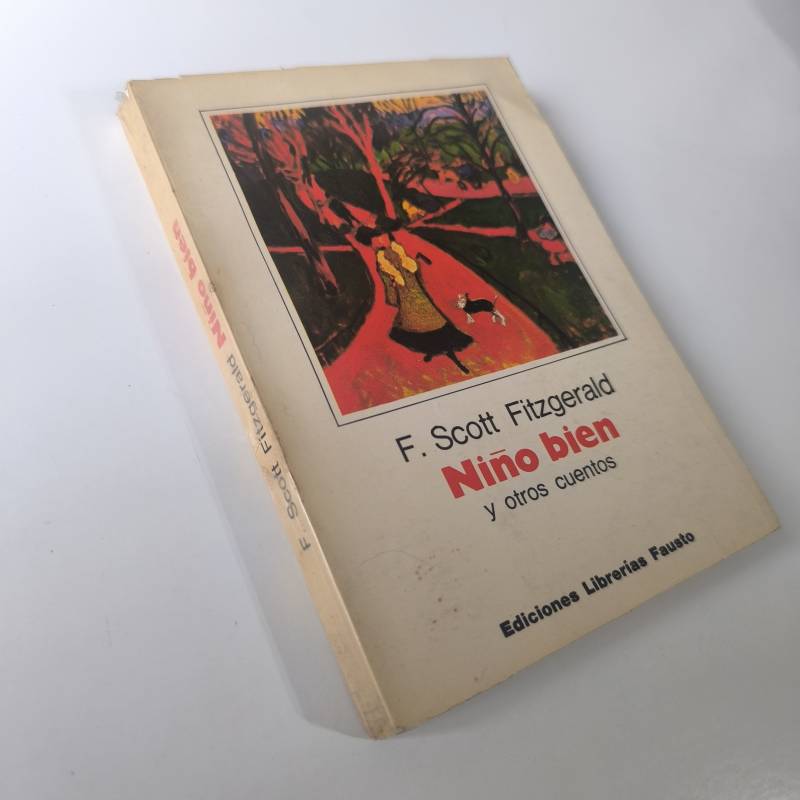 F. Scott Fitzgerald
Niño bien
y otros cuentos
Ediciones Librerías Fausto
F. Scott Fitzgerald Niño bien